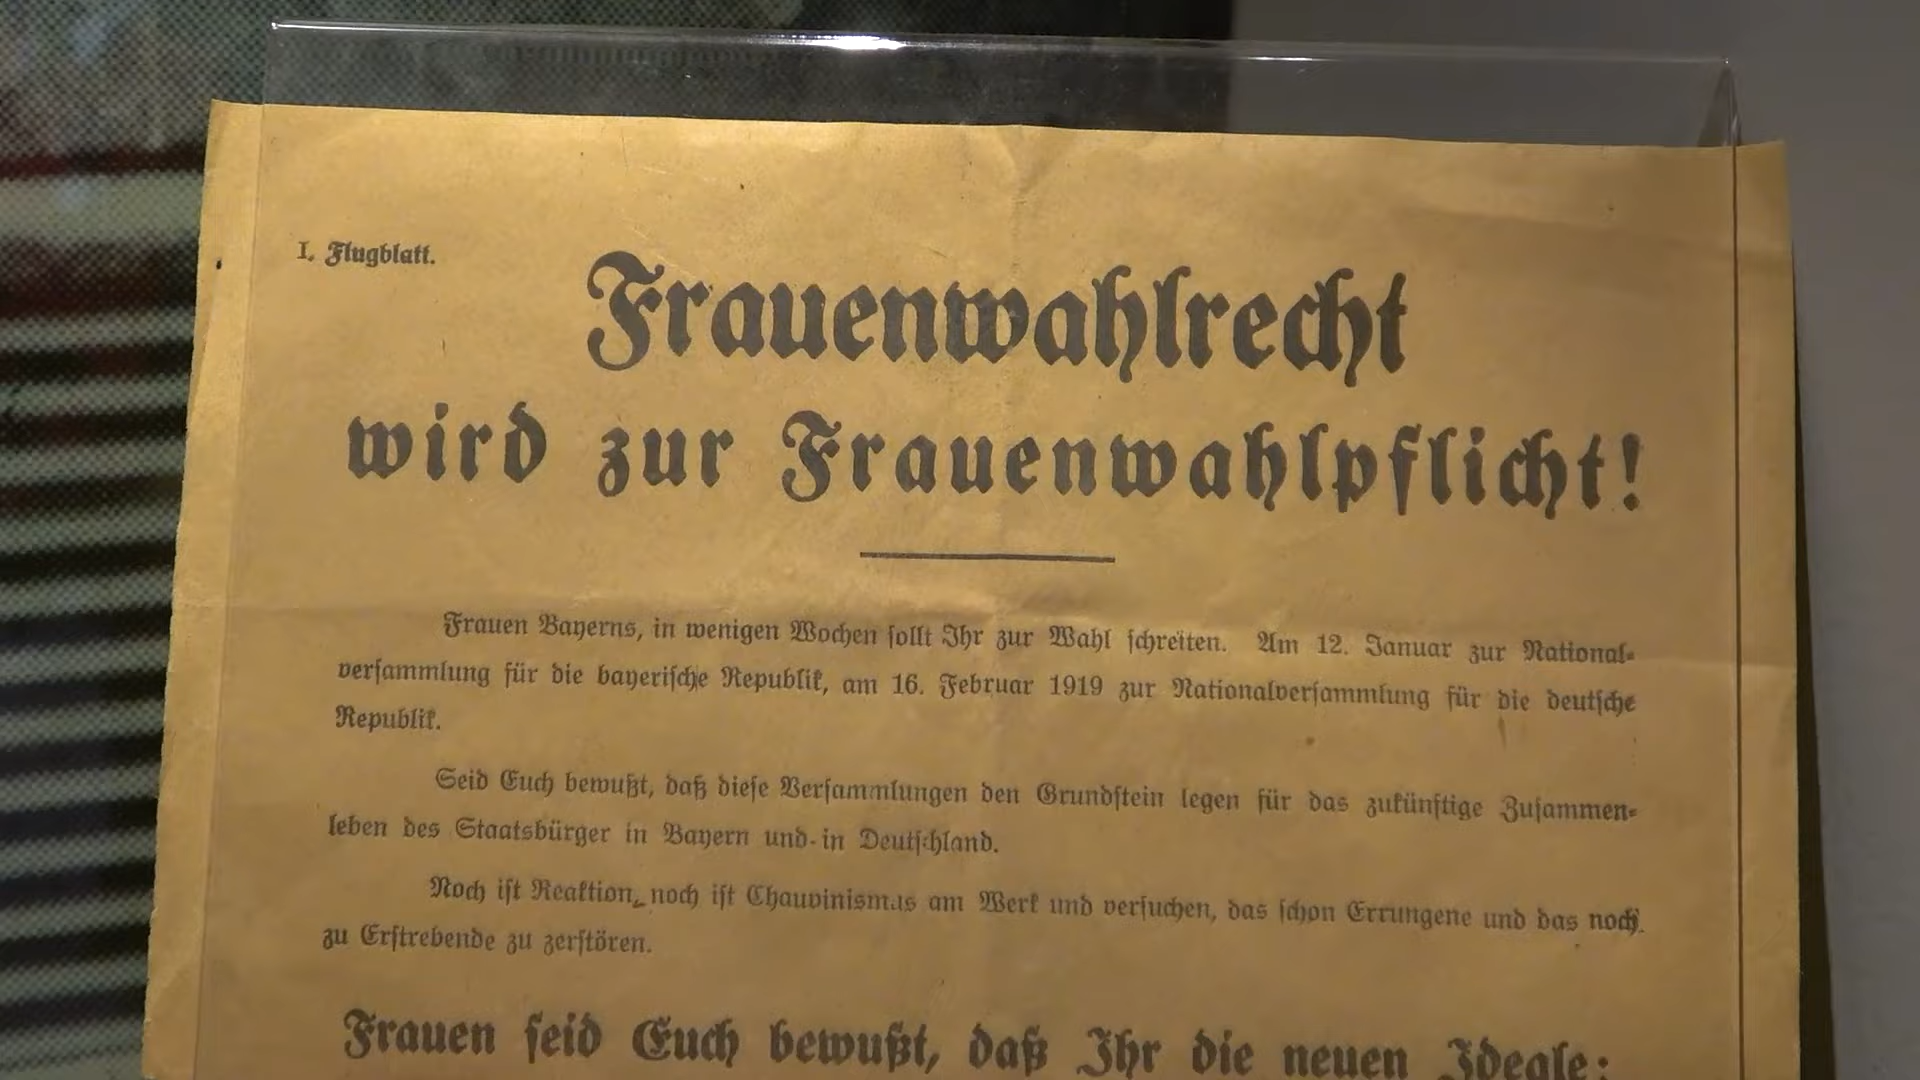 I. Flugblatt.
Frauenwahlrecht
wird zur Frauenwahlpflicht!
Frauen Bayerns, in wenigen Wochen sollt Ihr zur Wahl schreiten. Am 12. Januar zur National-
versammlung für die bayerische Republik, am 16. Februar 1919 zur Nationalversammlung für die deutsche
Republik.
Seid Euch bewußt, daß diese Versammlungen den Grundstein legen für das zukünftige Zusammen-
leben des Staatsbürger in Bayern und in Deutschland.
Noch ist Reaktion, noch ist Chauvinismus am Werk und versuchen, das schon Errungene und das noch
zu Erstrebende zu zerstören.
Frauen seid Euch bewußt, daß Ihr die neuen Ideale: